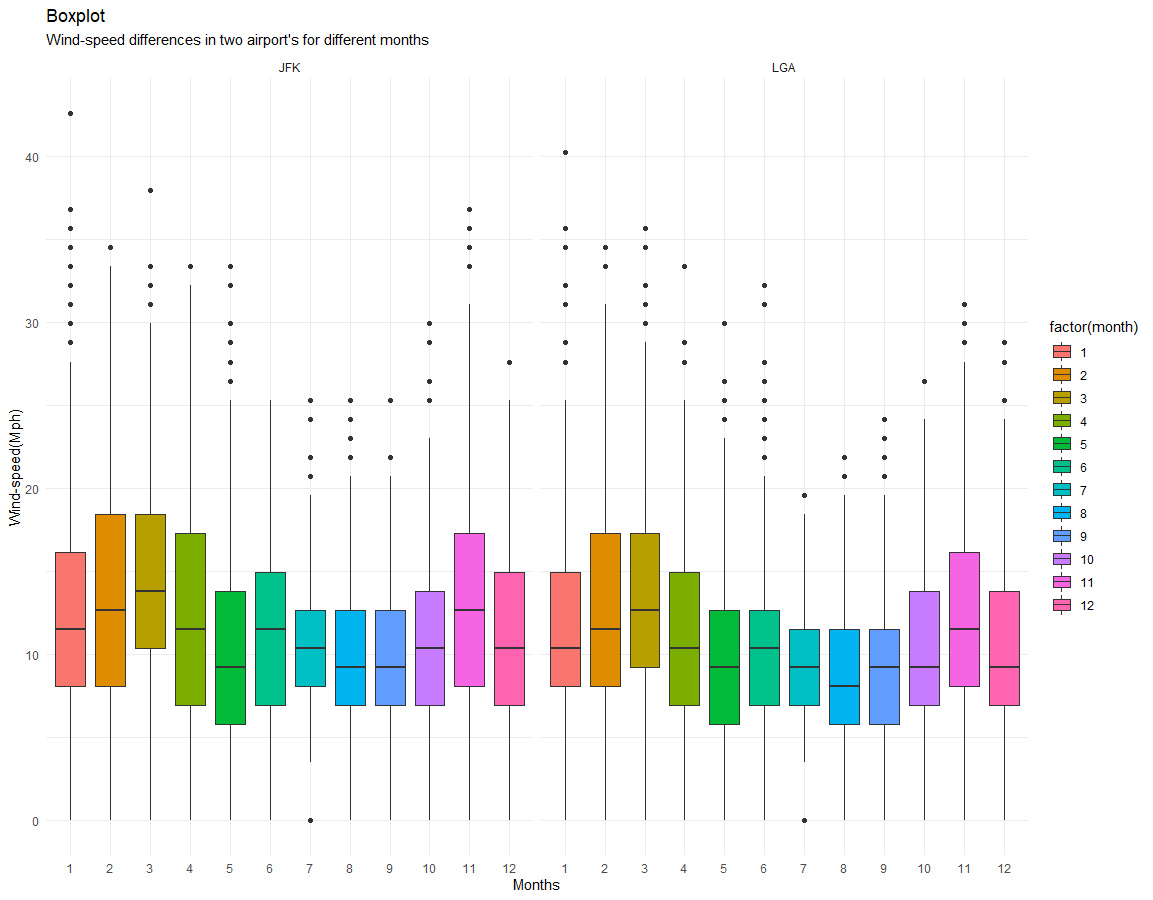 Boxplot
Wind-speed differences in two airport's for different months
JFK LGA
40
30
20
10
0
Wind-speed(Mph)
1 2 3 4 5 6 7 8 9 10 11 12 1 2 3 4 5 6 7 8 9 10 11 12
Months
factor(month)
1
2
3
4
5
6
7
8
9
10
11
12